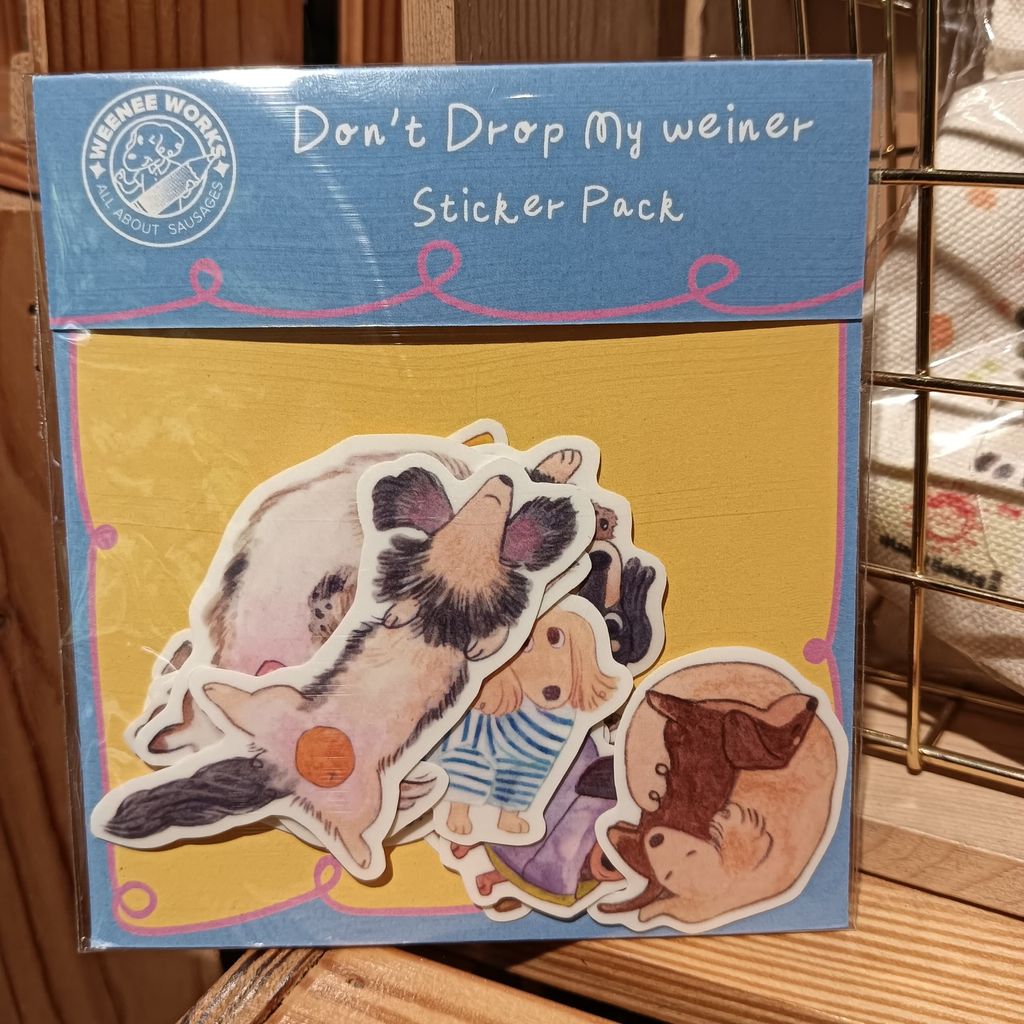 WEENEE WORKS
ALL ABOUT SAUSAGES
Don't Drop My weiner
Sticker Pack